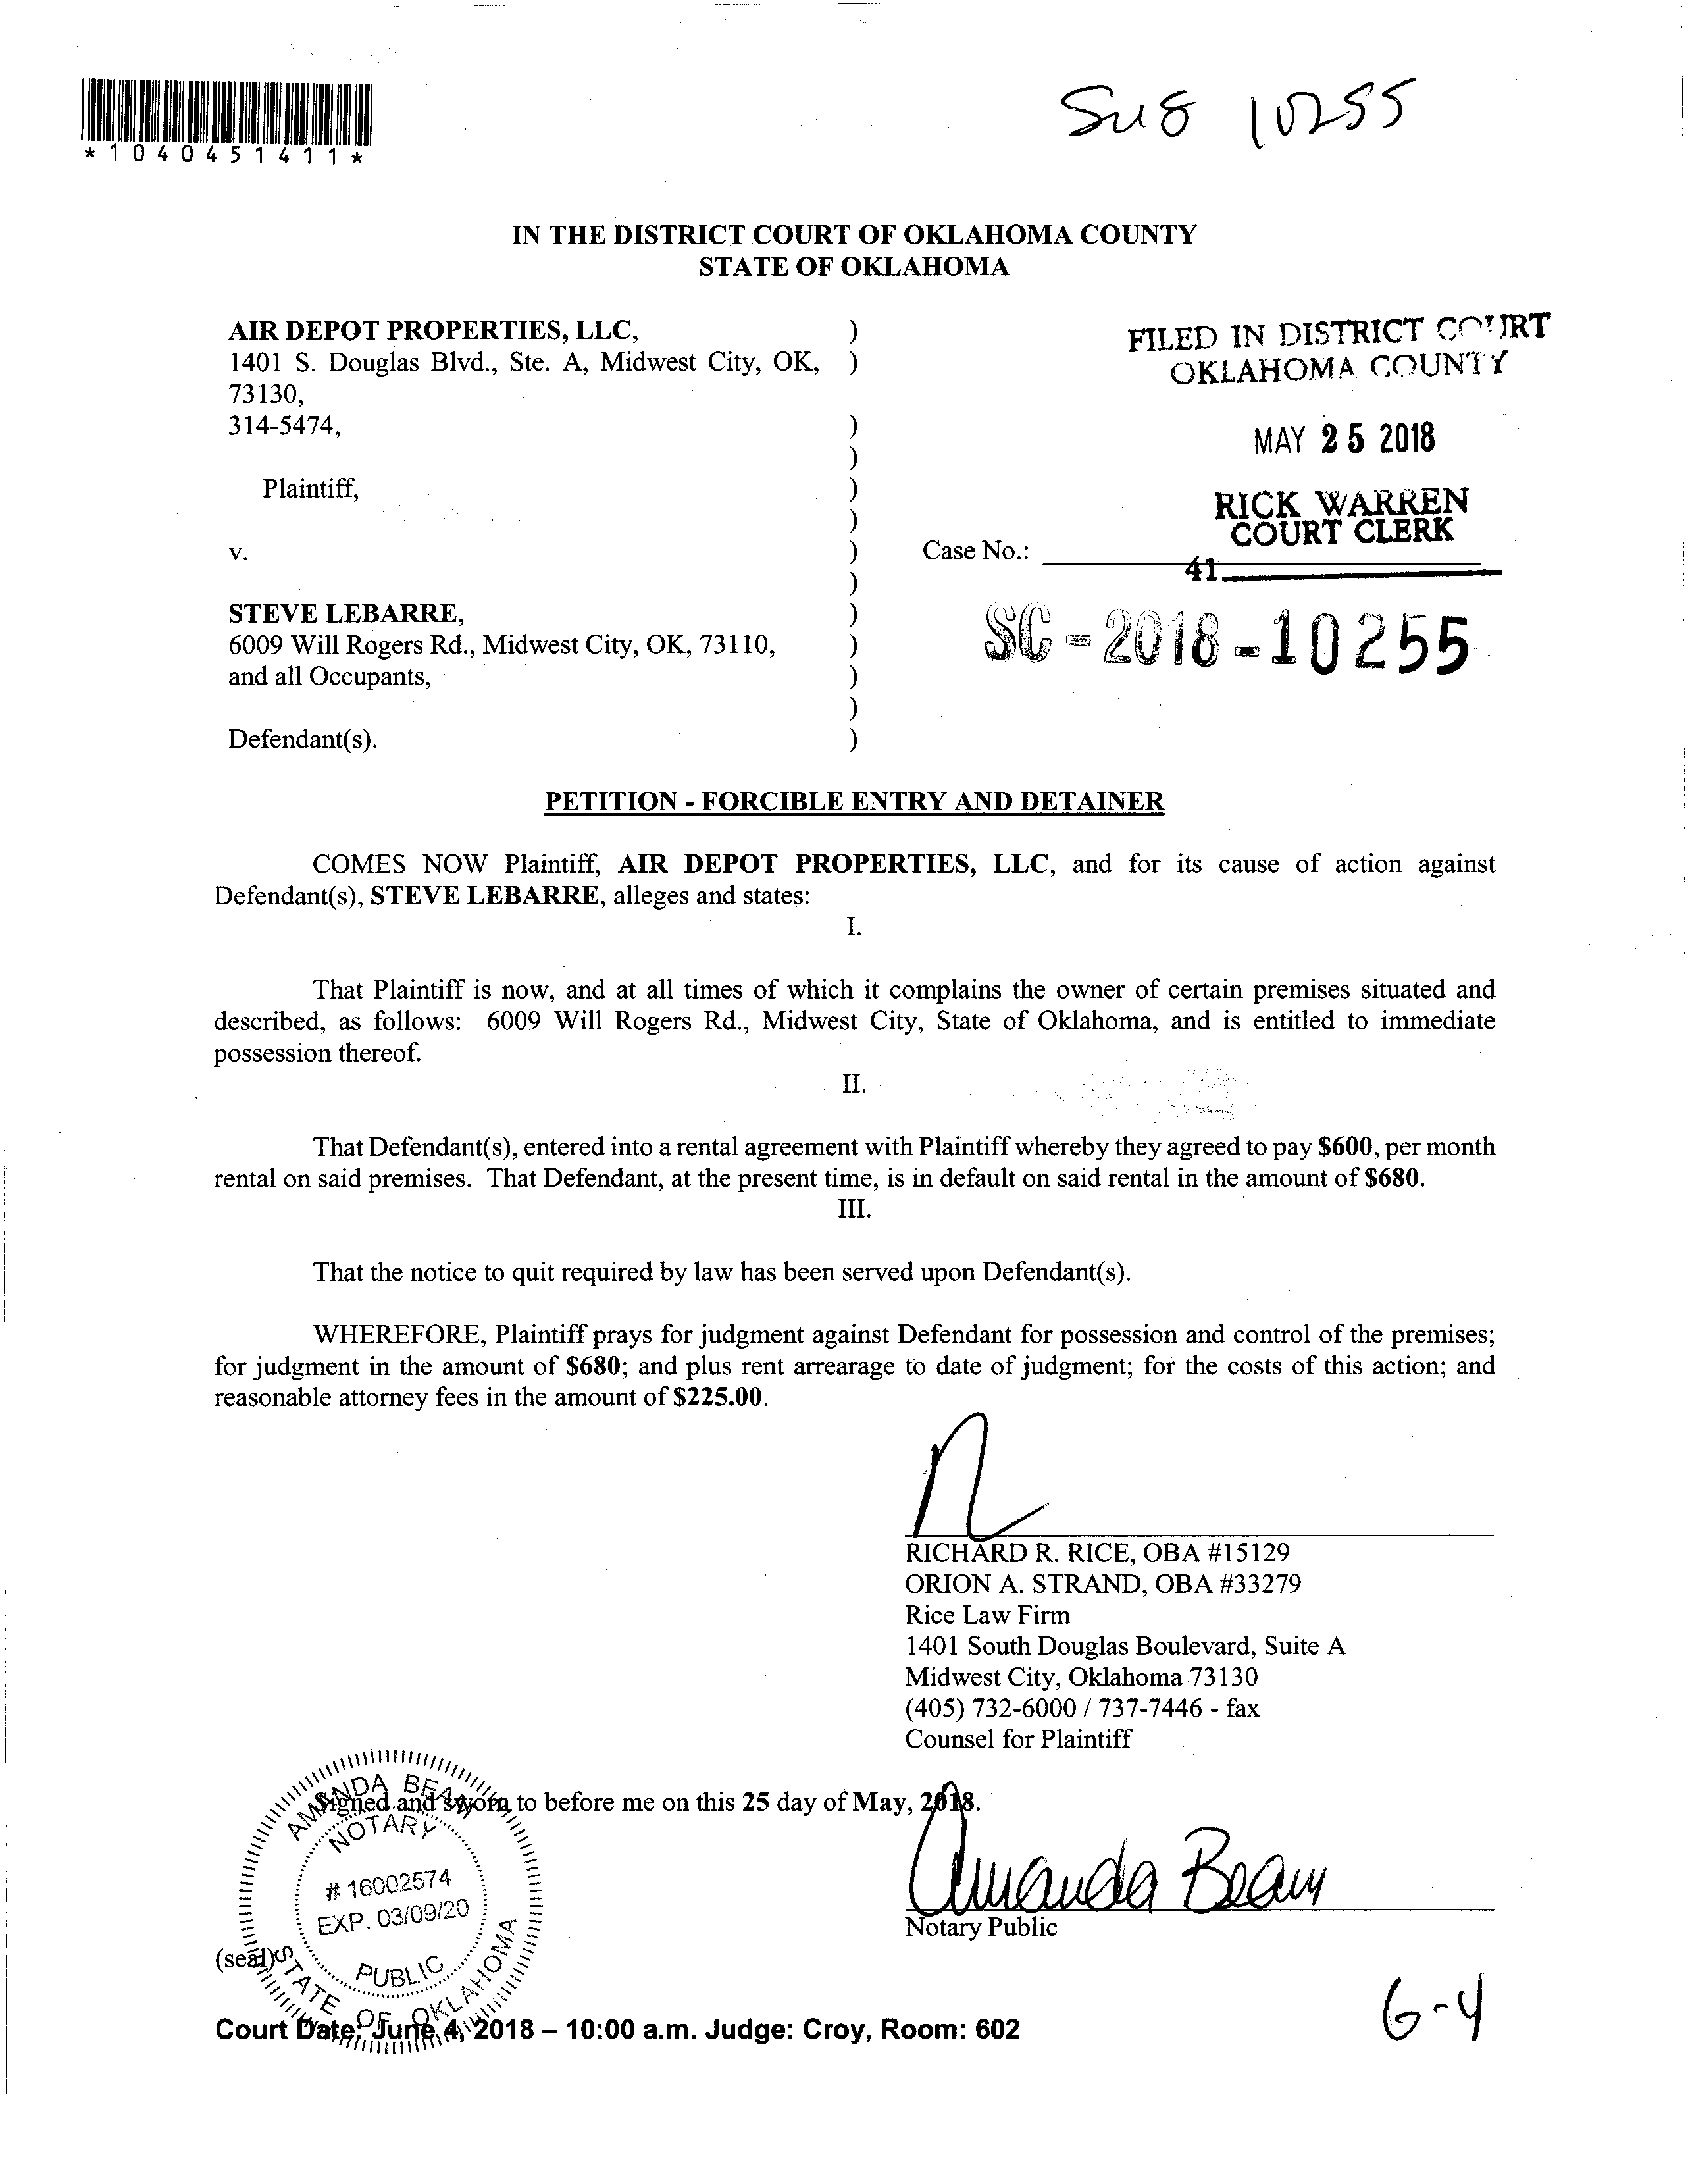 *1040451411*
10255
IN THE DISTRICT COURT OF OKLAHOMA COUNTY
STATE OF OKLAHOMA
AIR DEPOT PROPERTIES, LLC, )
1401 S. Douglas Blvd., Ste. A, Midwest City, OK, )
73130,
314-5474, )
)
Plaintiff, )
)
v. )
)
STEVE LEBARRE, )
6009 Will Rogers Rd., Midwest City, OK, 73110, )
and all Occupants, )
)
Defendant(s). )
FILED IN DISTRICT COURT
OKLAHOMA COUNTY
MAY 25 2018
RICK WARREN
COURT CLERK
Case No.:
41
SC-2018-10255
PETITION - FORCIBLE ENTRY AND DETAINER
COMES NOW Plaintiff, AIR DEPOT PROPERTIES, LLC, and for its cause of action against
Defendant(s), STEVE LEBARRE, alleges and states:
I.
That Plaintiff is now, and at all times of which it complains the owner of certain premises situated and
described, as follows: 6009 Will Rogers Rd., Midwest City, State of Oklahoma, and is entitled to immediate
possession thereof.
II.
That Defendant(s), entered into a rental agreement with Plaintiff whereby they agreed to pay $600, per month
rental on said premises. That Defendant, at the present time, is in default on said rental in the amount of $680.
III.
That the notice to quit required by law has been served upon Defendant(s).
WHEREFORE, Plaintiff prays for judgment against Defendant for possession and control of the premises;
for judgment in the amount of $680; and plus rent arrearage to date of judgment; for the costs of this action; and
reasonable attorney fees in the amount of $225.00.
RICHARD R. RICE, OBA #15129
ORION A. STRAND, OBA #33279
Rice Law Firm
1401 South Douglas Boulevard, Suite A
Midwest City, Oklahoma 73130
(405) 732-6000 / 737-7446 - fax
Counsel for Plaintiff
Signed and sworn to before me on this 25 day of May, 2018.
AMANDA BEAM
NOTARY
# 16002574
EXP. 03/09/20
PUBLIC
STATE OF OKLAHOMA
Amanda Beam
Notary Public
(seal)
6-4
Court Date: June 4, 2018 – 10:00 a.m. Judge: Croy, Room: 602